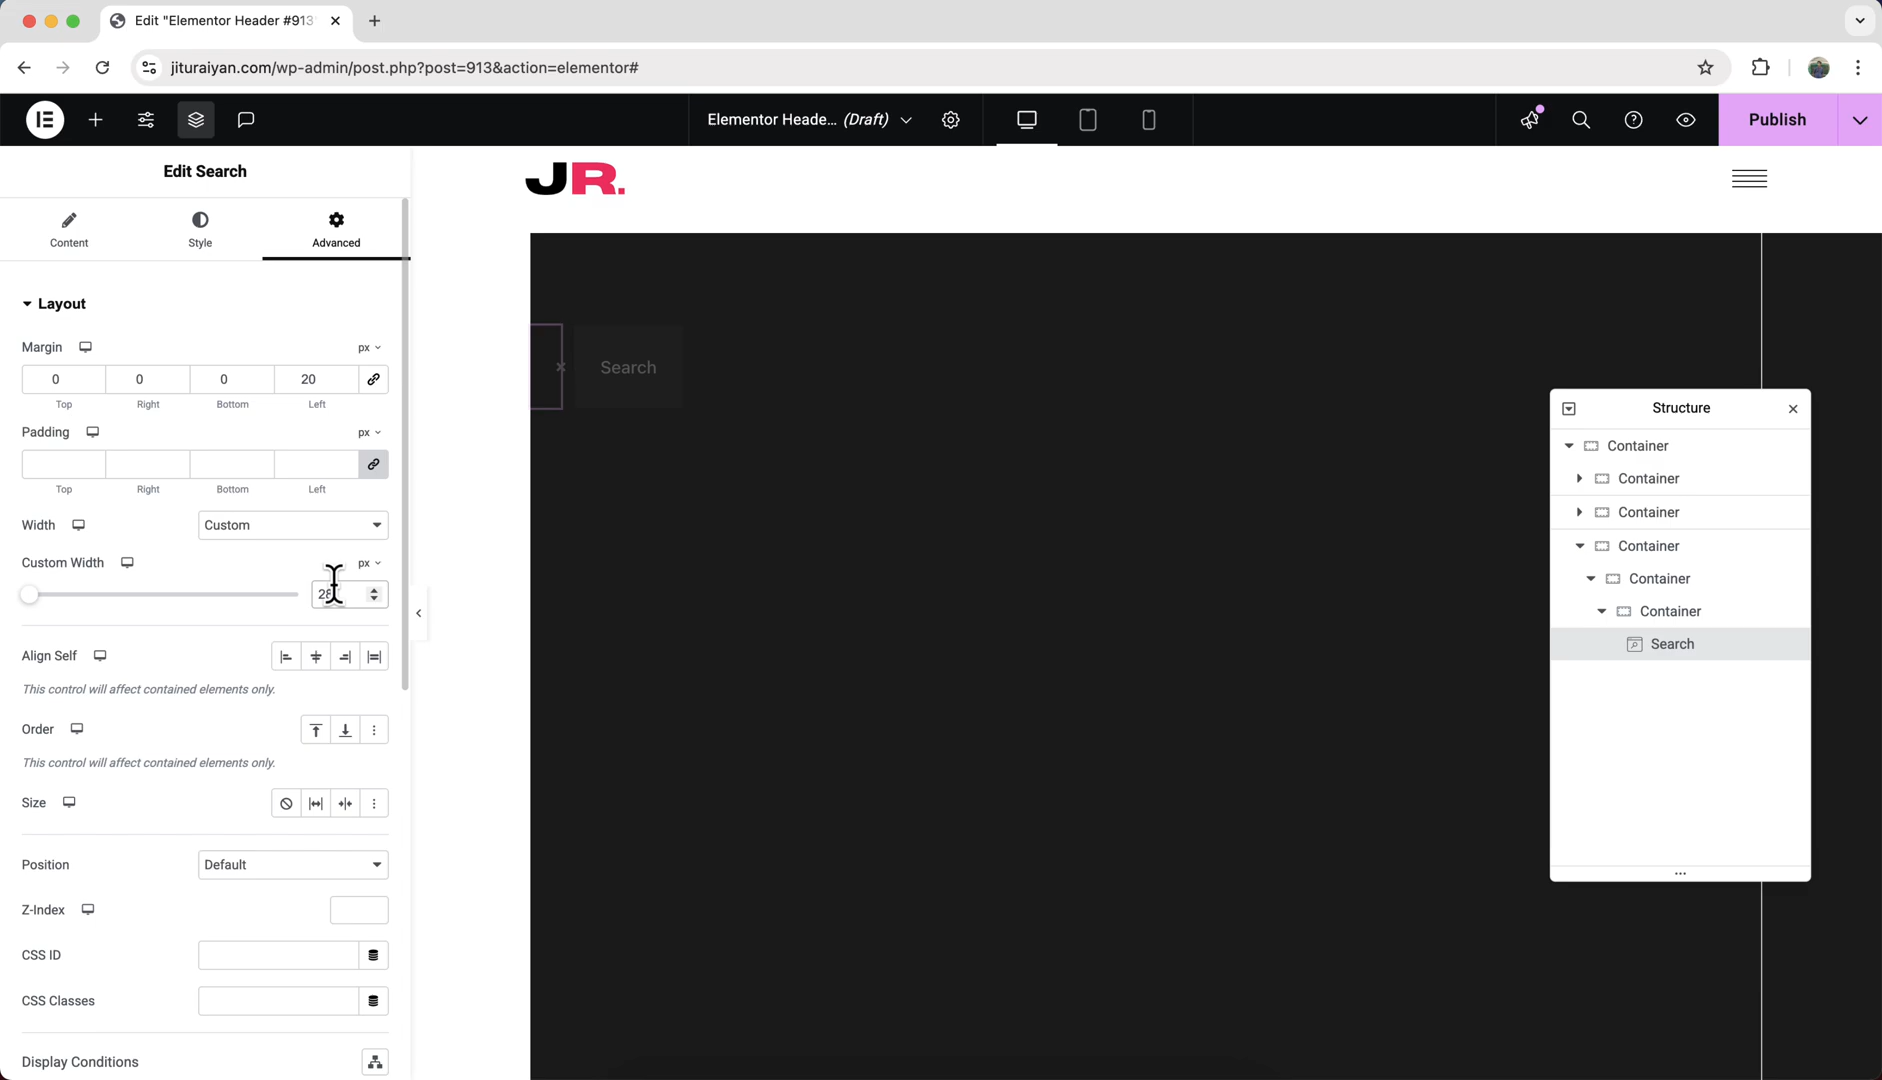 Edit "Elementor Header #913"
jituraiyan.com/wp-admin/post.php?post=913&action=elementor#
Elementor Heade... (Draft)
Publish
Edit Search
Content
Style
Advanced
JR.
Layout
Margin
px
0
0
0
20
Top
Right
Bottom
Left
Padding
px
Top
Right
Bottom
Left
Width
Custom
Custom Width
px
28
Align Self
This control will affect contained elements only.
Order
This control will affect contained elements only.
Size
Position
Default
Z-Index
CSS ID
CSS Classes
Display Conditions
Search
Structure
Container
Container
Container
Container
Container
Container
Search